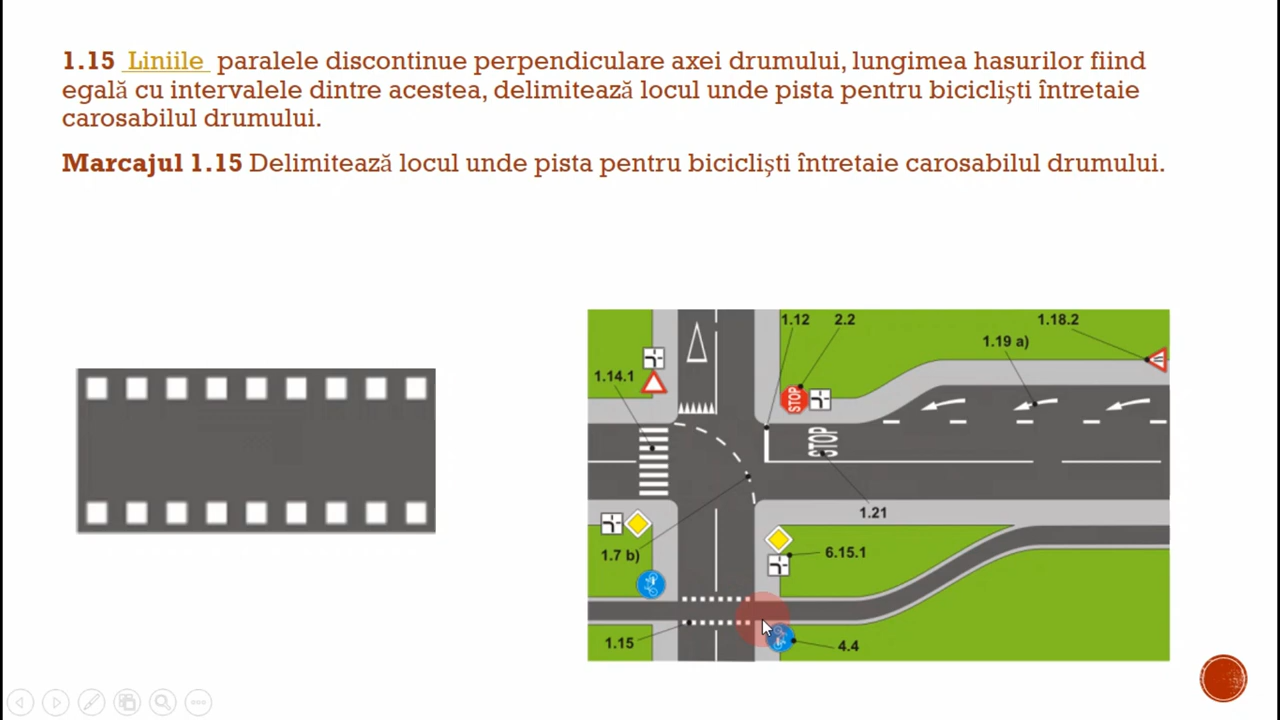 1.15 Liniile paralele discontinue perpendiculare axei drumului, lungimea hasurilor fiind
egală cu intervalele dintre acestea, delimitează locul unde pista pentru bicicliști întretaie
carosabilul drumului.
Marcajul 1.15 Delimitează locul unde pista pentru bicicliști întretaie carosabilul drumului.
1.12 2.2 1.18.2
1.19 a)
1.14.1
STOP
STOP
1.21
1.7 b)
6.15.1
1.15
4.4